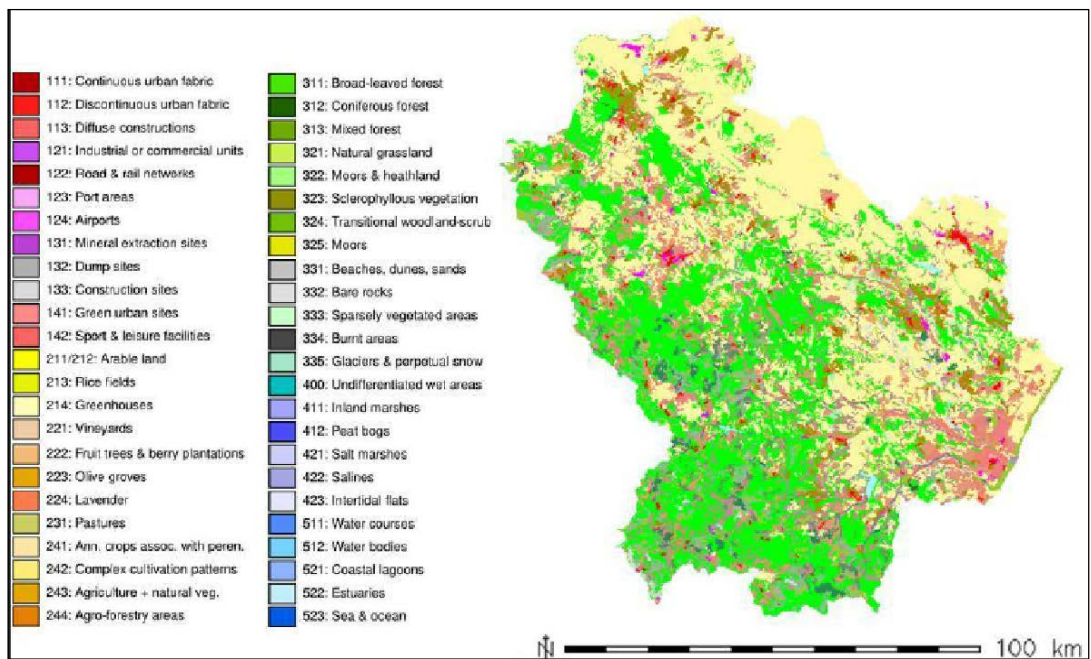 111: Continuous urban fabric
112: Discontinuous urban fabric
113: Diffuse constructions
121: Industrial or commercial units
122: Road & rail networks
123: Port areas
124: Airports
131: Mineral extraction sites
132: Dump sites
133: Construction sites
141: Green urban sites
142: Sport & leisure facilities
211/212: Arable land
213: Rice fields
214: Greenhouses
221: Vineyards
222: Fruit trees & berry plantations
223: Olive groves
224: Lavender
231: Pastures
241: Ann. crops assoc. with peren.
242: Complex cultivation patterns
243: Agriculture + natural veg.
244: Agro-forestry areas
311: Broad-leaved forest
312: Coniferous forest
313: Mixed forest
321: Natural grassland
322: Moors & heathland
323: Sclerophyllous vegetation
324: Transitional woodland-scrub
325: Moors
331: Beaches, dunes, sands
332: Bare rocks
333: Sparsely vegetated areas
334: Burnt areas
335: Glaciers & perpetual snow
400: Undifferentiated wet areas
411: Inland marshes
412: Peat bogs
421: Salt marshes
422: Salines
423: Intertidal flats
511: Water courses
512: Water bodies
521: Coastal lagoons
522: Estuaries
523: Sea & ocean
N
100 km